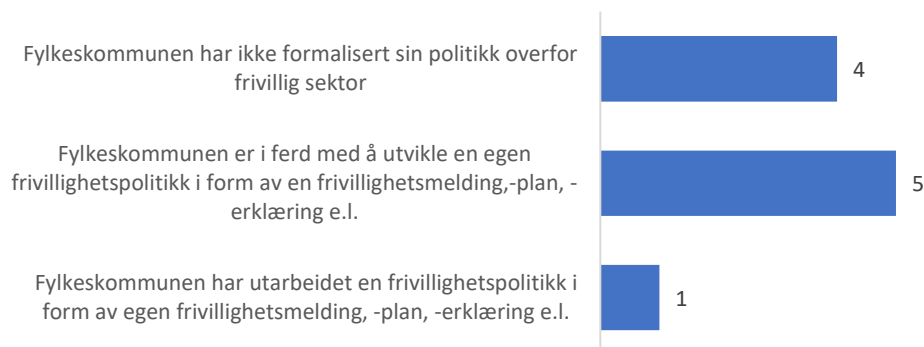 Fylkeskommunen har ikke formalisert sin politikk overfor
frivillig sektor
4
Fylkeskommunen er i ferd med å utvikle en egen
frivillighetspolitikk i form av en frivillighetsmelding,-plan, -
erklæring e.l.
5
Fylkeskommunen har utarbeidet en frivillighetspolitikk i
form av egen frivillighetsmelding, -plan, -erklæring e.l.
1